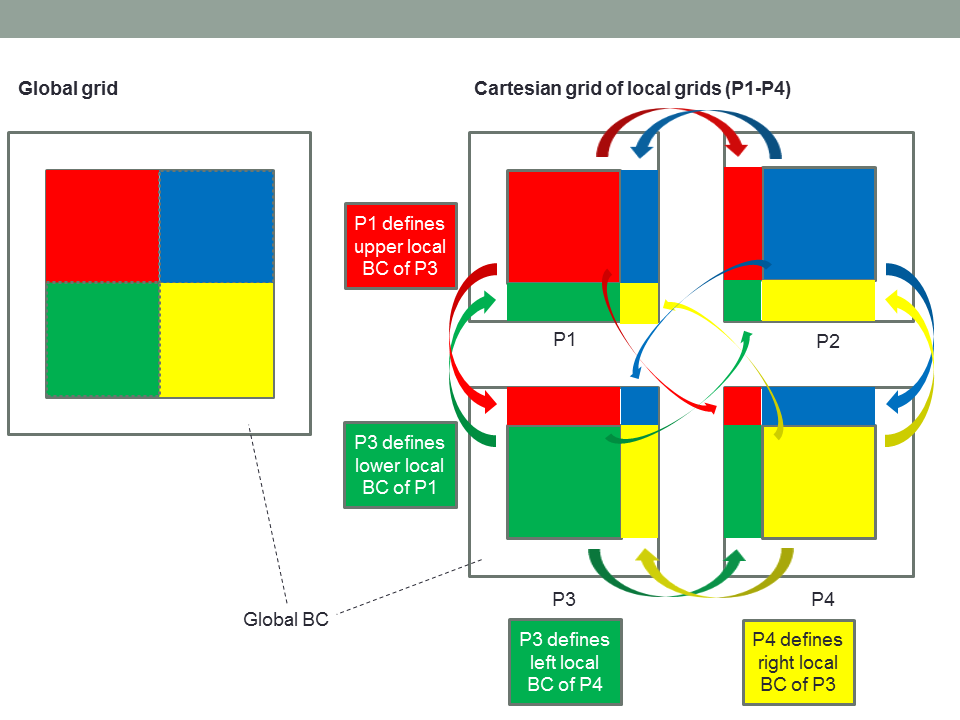 Global grid
Cartesian grid of local grids (P1-P4)
P1 defines
upper local
BC of P3
P1
P2
P3 defines
lower local
BC of P1
Global BC
P3
P4
P3 defines
left local
BC of P4
P4 defines
right local
BC of P3